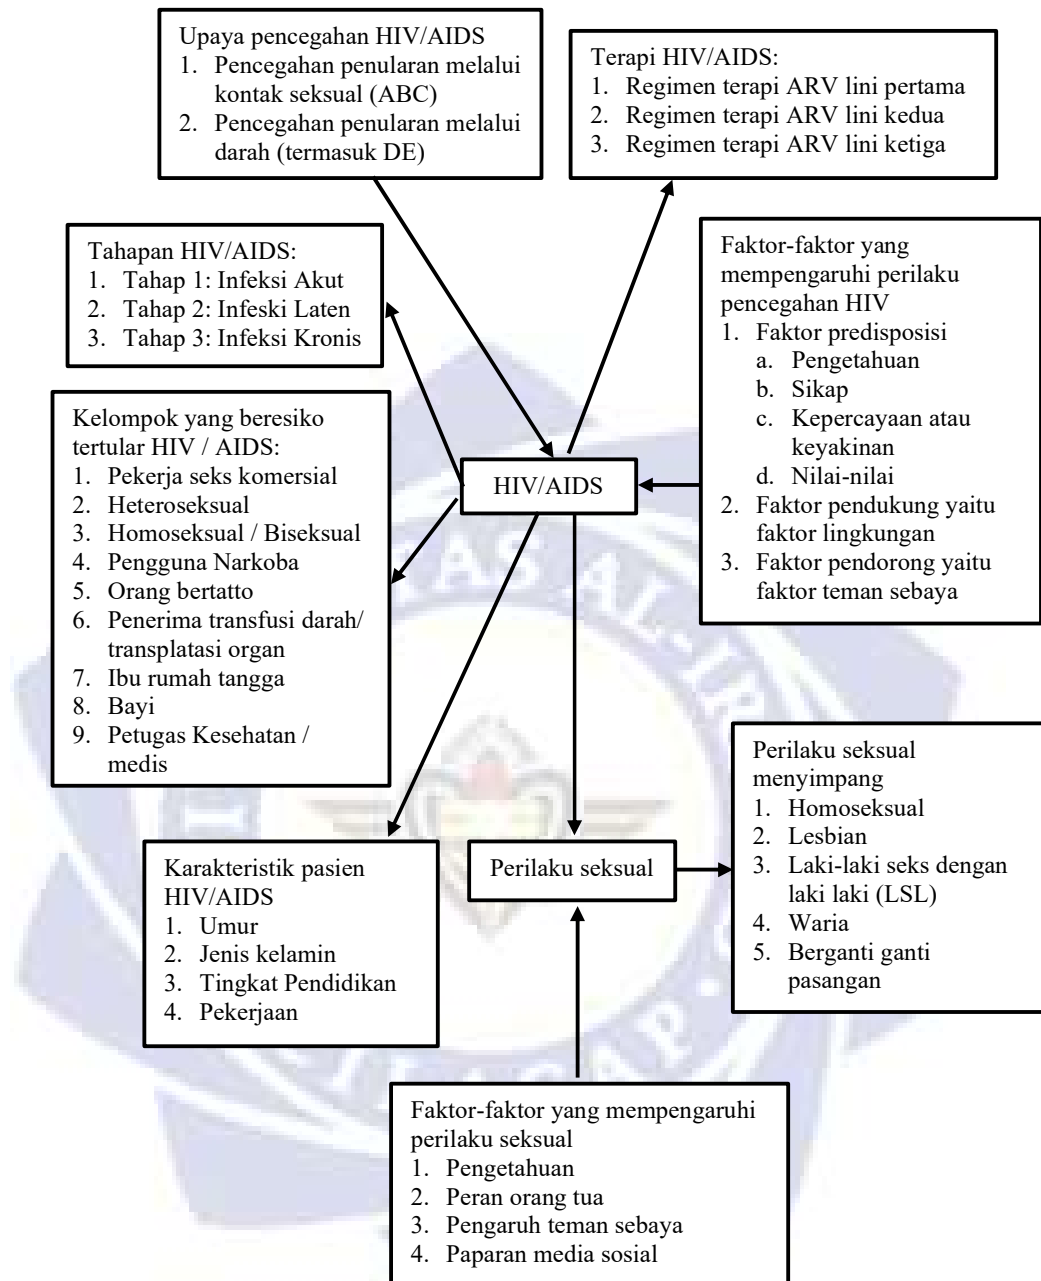 Upaya pencegahan HIV/AIDS
1. Pencegahan penularan melalui
kontak seksual (ABC)
2. Pencegahan penularan melalui
darah (termasuk DE)
Terapi HIV/AIDS:
1. Regimen terapi ARV lini pertama
2. Regimen terapi ARV lini kedua
3. Regimen terapi ARV lini ketiga
Tahapan HIV/AIDS:
1. Tahap 1: Infeksi Akut
2. Tahap 2: Infeski Laten
3. Tahap 3: Infeksi Kronis
Faktor-faktor yang
mempengaruhi perilaku
pencegahan HIV
1. Faktor predisposisi
a. Pengetahuan
b. Sikap
c. Kepercayaan atau
keyakinan
d. Nilai-nilai
2. Faktor pendukung yaitu
faktor lingkungan
3. Faktor pendorong yaitu
faktor teman sebaya
Kelompok yang beresiko
tertular HIV / AIDS:
1. Pekerja seks komersial
2. Heteroseksual
3. Homoseksual / Biseksual
4. Pengguna Narkoba
5. Orang bertatto
6. Penerima transfusi darah/
transplatasi organ
7. Ibu rumah tangga
8. Bayi
9. Petugas Kesehatan /
medis
HIV/AIDS
Perilaku seksual
menyimpang
1. Homoseksual
2. Lesbian
3. Laki-laki seks dengan
laki laki (LSL)
4. Waria
5. Berganti ganti
pasangan
Karakteristik pasien
HIV/AIDS
1. Umur
2. Jenis kelamin
3. Tingkat Pendidikan
4. Pekerjaan
Perilaku seksual
Faktor-faktor yang mempengaruhi
perilaku seksual
1. Pengetahuan
2. Peran orang tua
3. Pengaruh teman sebaya
4. Paparan media sosial